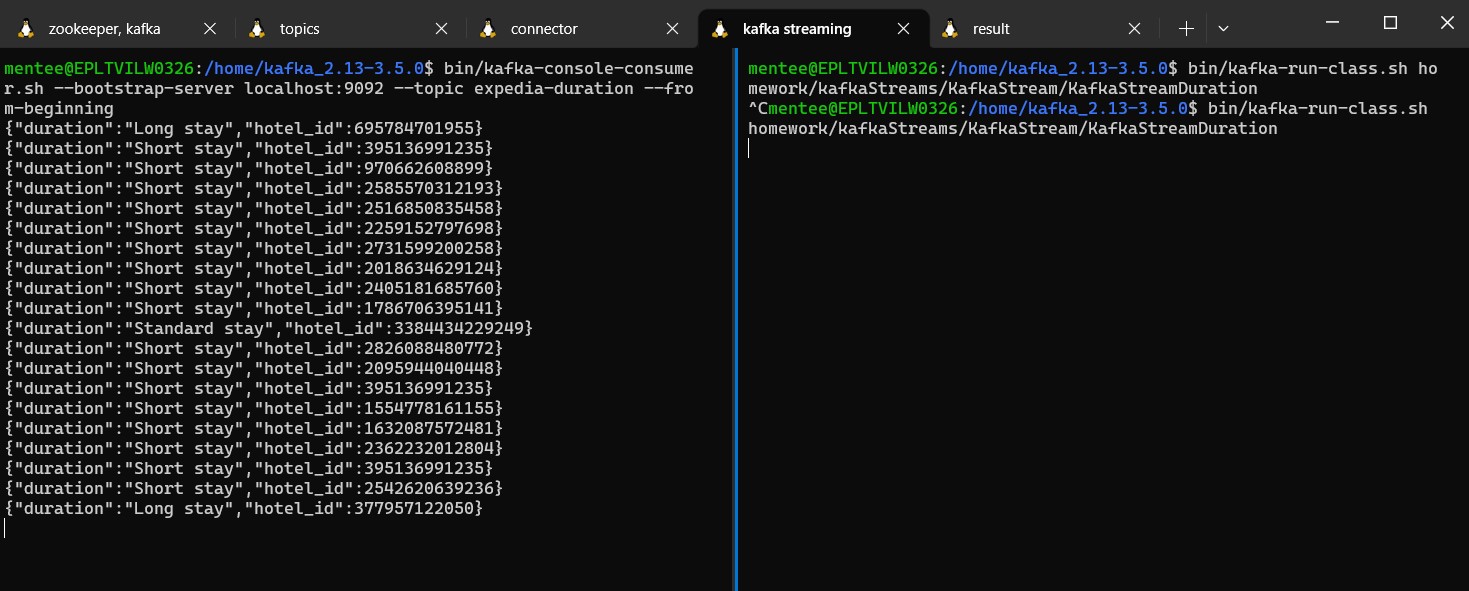 zookeeper, kafka
topics
connector
kafka streaming
result
mentee@EPLTVILW0326:/home/kafka_2.13-3.5.0$ bin/kafka-console-consume
r.sh --bootstrap-server localhost:9092 --topic expedia-duration --fro
m-beginning
{"duration":"Long stay","hotel_id":695784701955}
{"duration":"Short stay","hotel_id":395136991235}
{"duration":"Short stay","hotel_id":970662608899}
{"duration":"Short stay","hotel_id":2585570312193}
{"duration":"Short stay","hotel_id":2516850835458}
{"duration":"Short stay","hotel_id":2259152797698}
{"duration":"Short stay","hotel_id":2731599200258}
{"duration":"Short stay","hotel_id":2018634629124}
{"duration":"Short stay","hotel_id":2405181685760}
{"duration":"Short stay","hotel_id":1786706395141}
{"duration":"Standard stay","hotel_id":3384434229249}
{"duration":"Short stay","hotel_id":2826088480772}
{"duration":"Short stay","hotel_id":2095944040448}
{"duration":"Short stay","hotel_id":395136991235}
{"duration":"Short stay","hotel_id":1554778161155}
{"duration":"Short stay","hotel_id":1632087572481}
{"duration":"Short stay","hotel_id":2362232012804}
{"duration":"Short stay","hotel_id":395136991235}
{"duration":"Short stay","hotel_id":2542620639236}
{"duration":"Long stay","hotel_id":377957122050}
mentee@EPLTVILW0326:/home/kafka_2.13-3.5.0$ bin/kafka-run-class.sh ho
mework/kafkaStreams/KafkaStream/KafkaStreamDuration
^Cmentee@EPLTVILW0326:/home/kafka_2.13-3.5.0$ bin/kafka-run-class.sh
homework/kafkaStreams/KafkaStream/KafkaStreamDuration